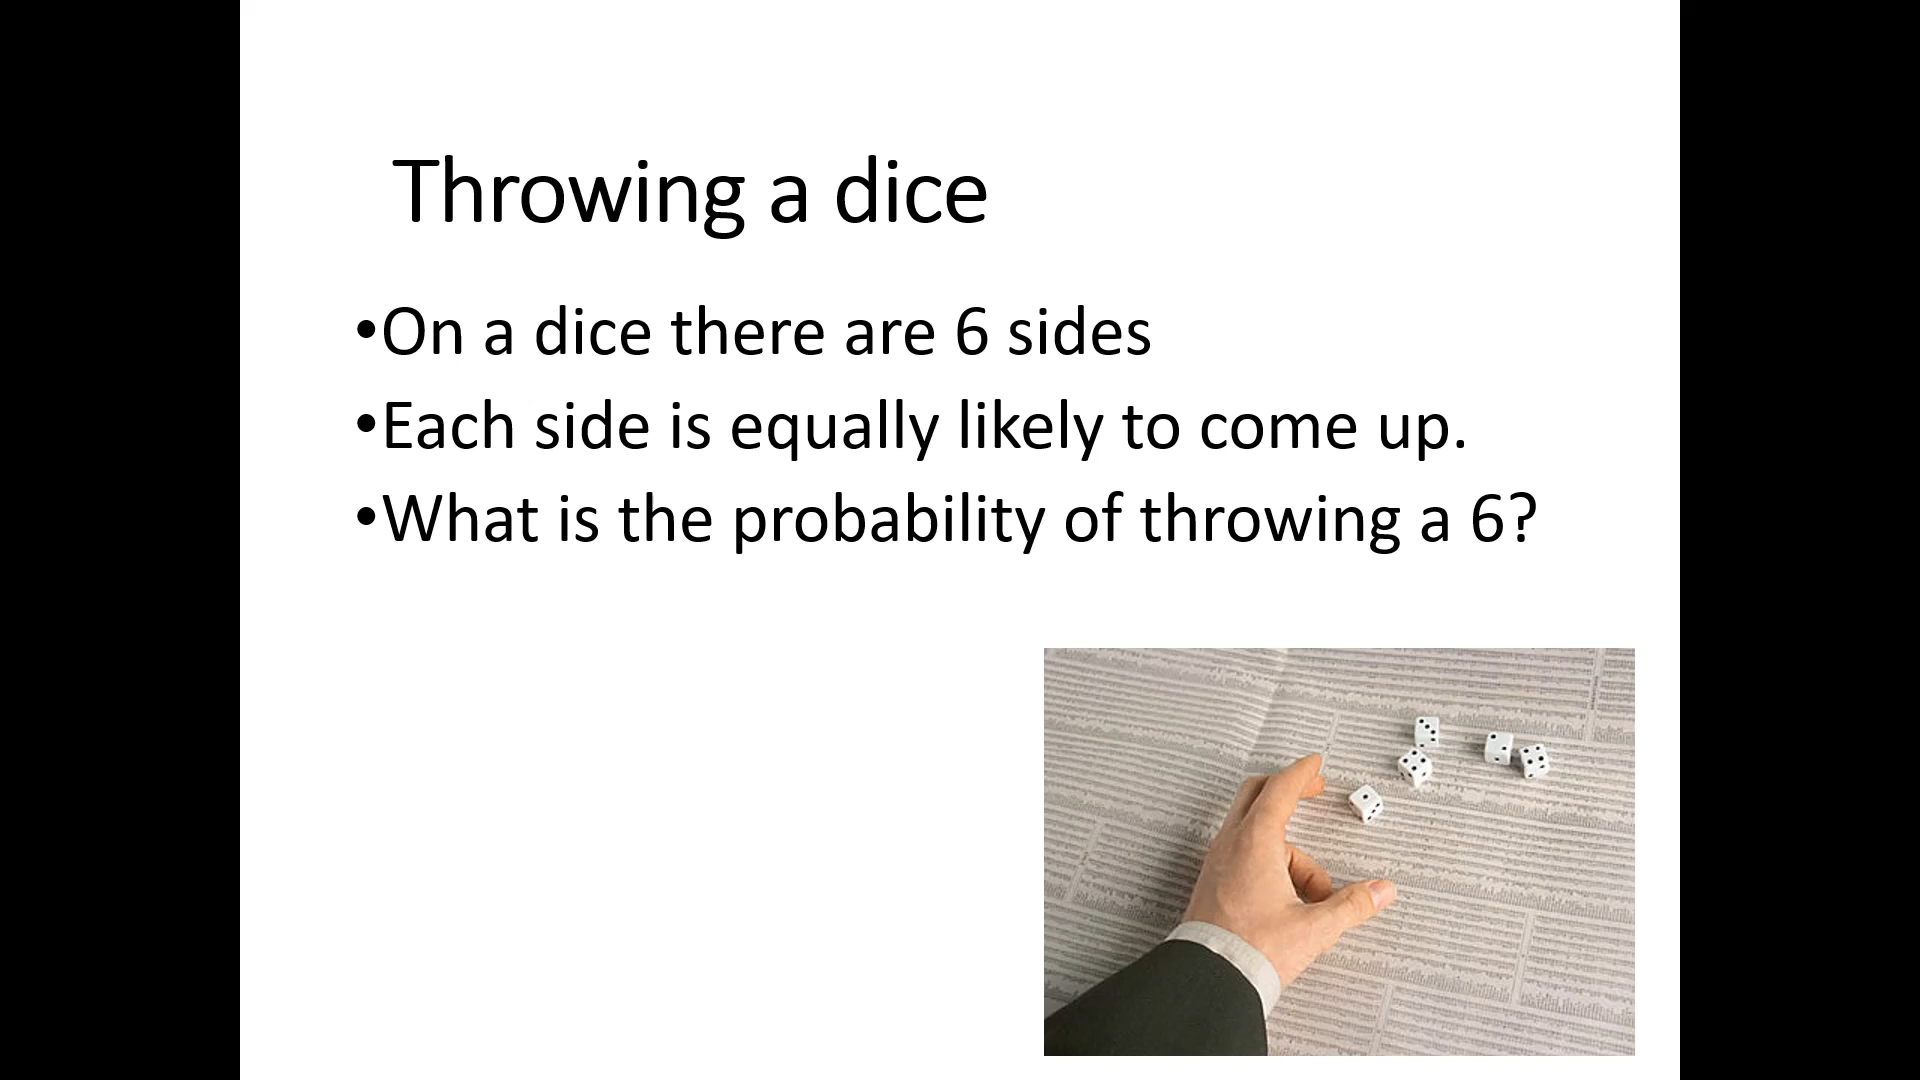 Throwing a dice
•On a dice there are 6 sides
•Each side is equally likely to come up.
•What is the probability of throwing a 6?